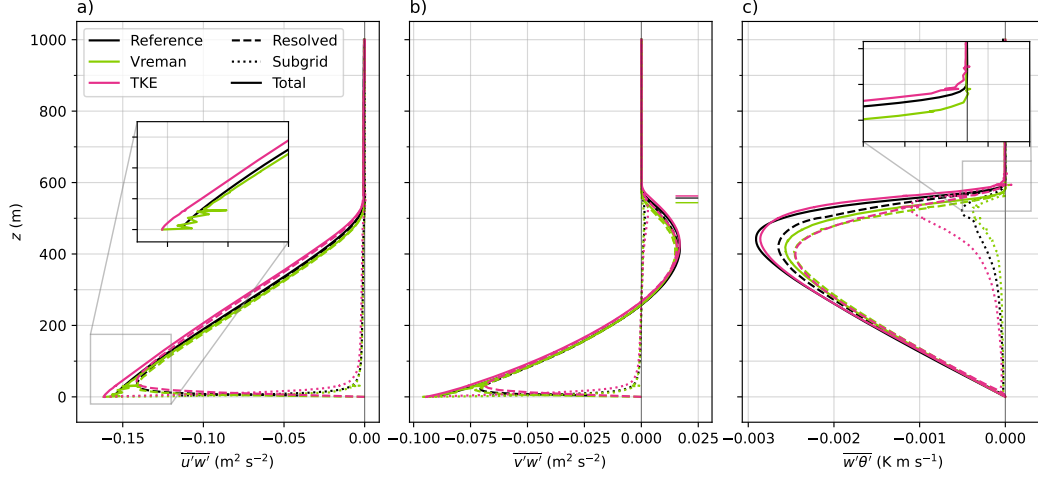 a)
b)
c)
Reference
Vreman
TKE
Resolved
Subgrid
Total
z (m)
1000
800
600
400
200
0
−0.15
−0.10
−0.05
0.00
u′w′ (m² s⁻²)
−0.100
−0.075
−0.050
−0.025
0.000
0.025
v′w′ (m² s⁻²)
−0.003
−0.002
−0.001
0.000
w′θ′ (K m s⁻¹)